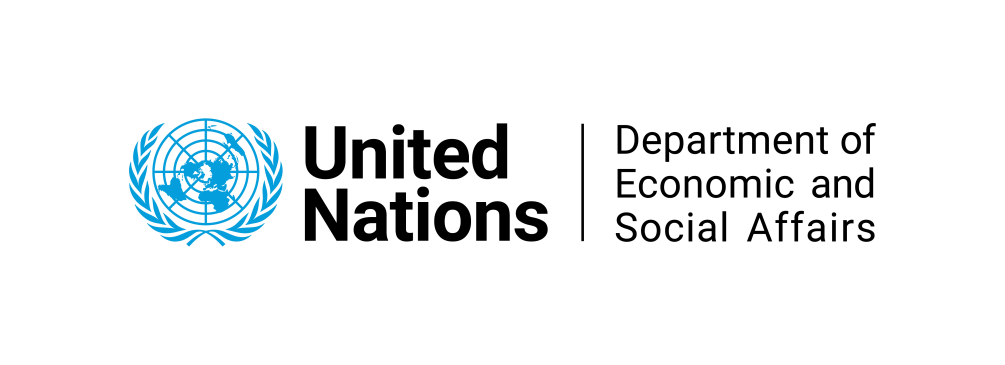 United
Nations
Department of
Economic and
Social Affairs